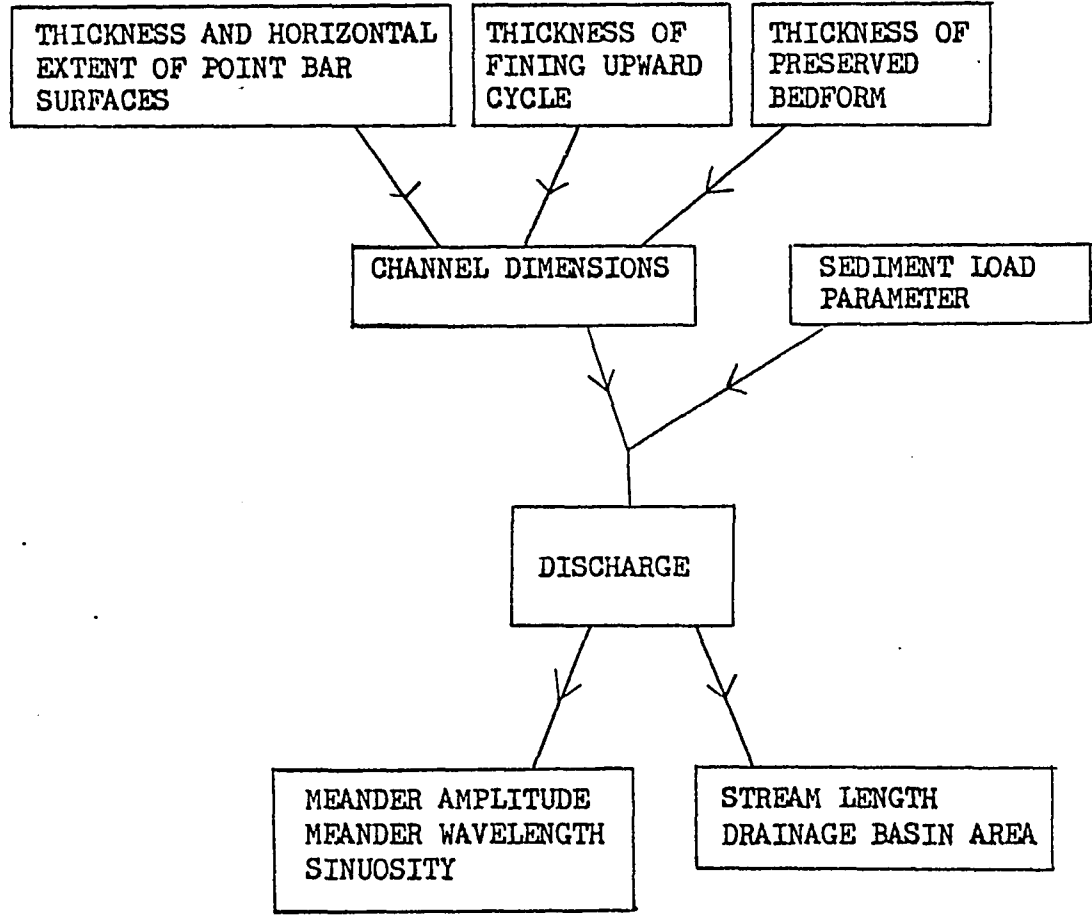 THICKNESS AND HORIZONTAL
EXTENT OF POINT BAR
SURFACES
THICKNESS OF
FINING UPWARD
CYCLE
THICKNESS OF
PRESERVED
BEDFORM
CHANNEL DIMENSIONS
SEDIMENT LOAD
PARAMETER
DISCHARGE
MEANDER AMPLITUDE
MEANDER WAVELENGTH
SINUOSITY
STREAM LENGTH
DRAINAGE BASIN AREA